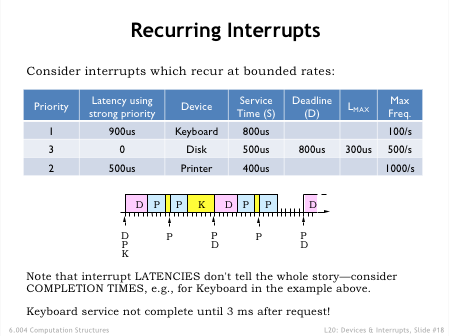 Recurring Interrupts
Consider interrupts which recur at bounded rates:
Priority Latency using strong priority Device Service Time (S) Deadline (D) LMAX Max Freq.
1 900us Keyboard 800us 100/s
3 0 Disk 500us 800us 300us 500/s
2 500us Printer 400us 1000/s
D P P K D P P D
D P P P P
P D D
K
Note that interrupt LATENCIES don't tell the whole story—consider
COMPLETION TIMES, e.g., for Keyboard in the example above.
Keyboard service not complete until 3 ms after request!
6.004 Computation Structures L20: Devices & Interrupts, Slide #18